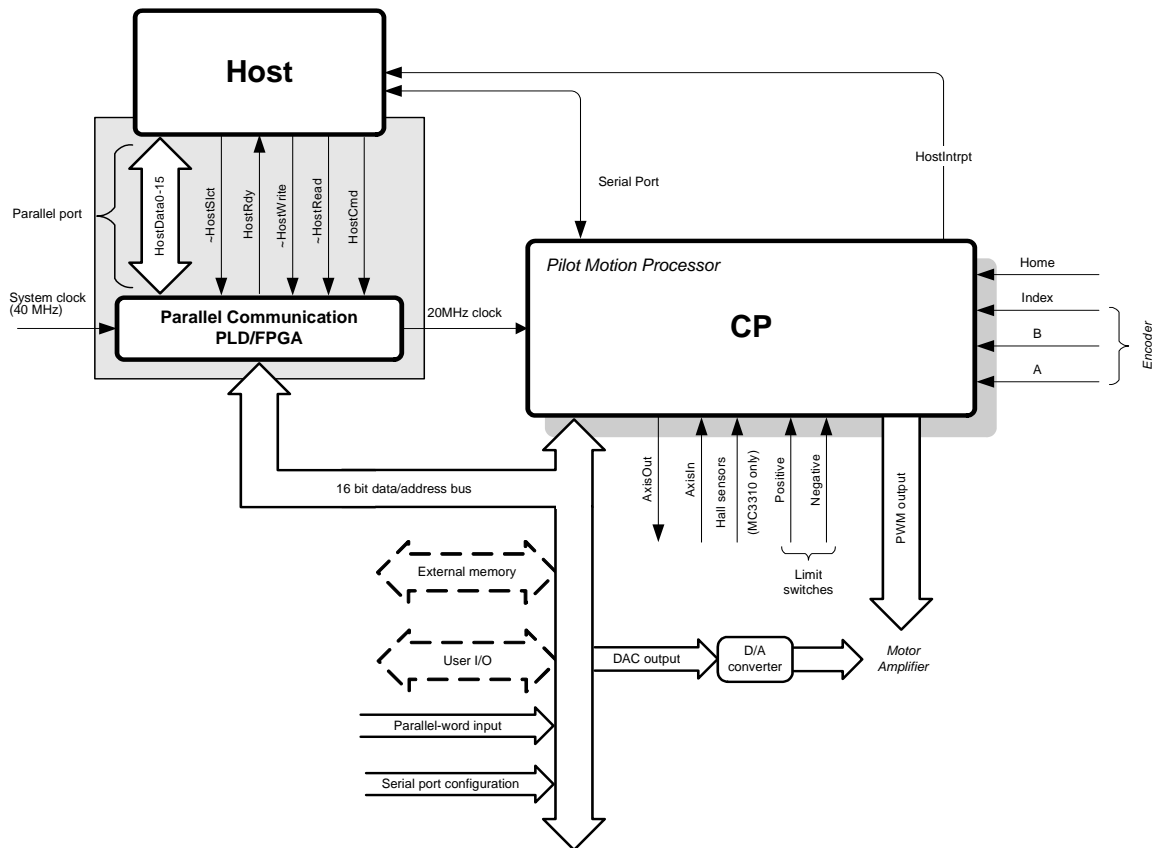 Host
HostIntrpt
Serial Port
Parallel port
HostData0-15
~HostSlct
HostRdy
~HostWrite
~HostRead
HostCmd
Pilot Motion Processor
CP
Home
Index
B
A
Encoder
System clock
(40 MHz)
Parallel Communication
PLD/FPGA
20MHz clock
16 bit data/address bus
AxisOut
AxisIn
Hall sensors
(MC3310 only)
Positive
Negative
Limit
switches
PWM output
External memory
User I/O
DAC output
D/A
converter
Motor
Amplifier
Parallel-word input
Serial port configuration